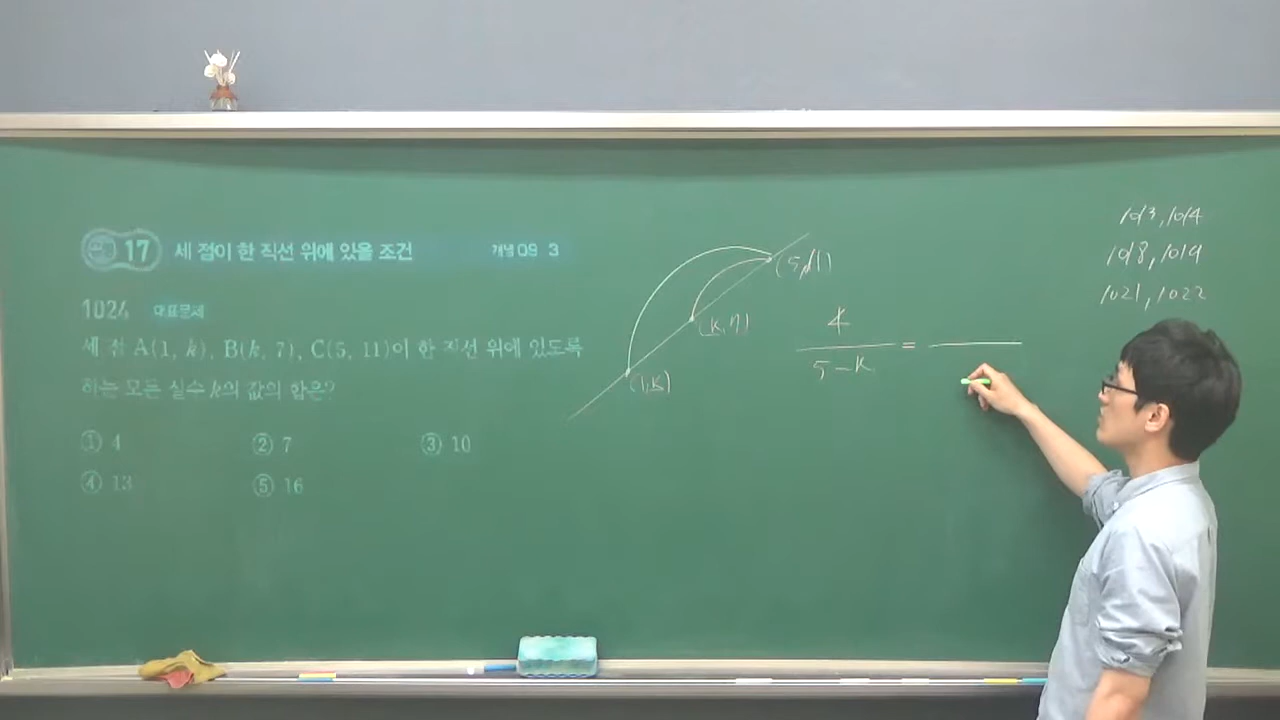 17 세 점이 한 직선 위에 있을 조건 개념 09 3
1024 대표문제
세 점 A(1, k), B(k, 7), C(5, 11)이 한 직선 위에 있도록
하는 모든 실수 k의 값의 합은?
① 4 ② 7 ③ 10
④ 13 ⑤ 16
(5, 11)
(k, 7)
(1, k)
4
5-k
=
1013, 1014
1018, 1019
1021, 1022